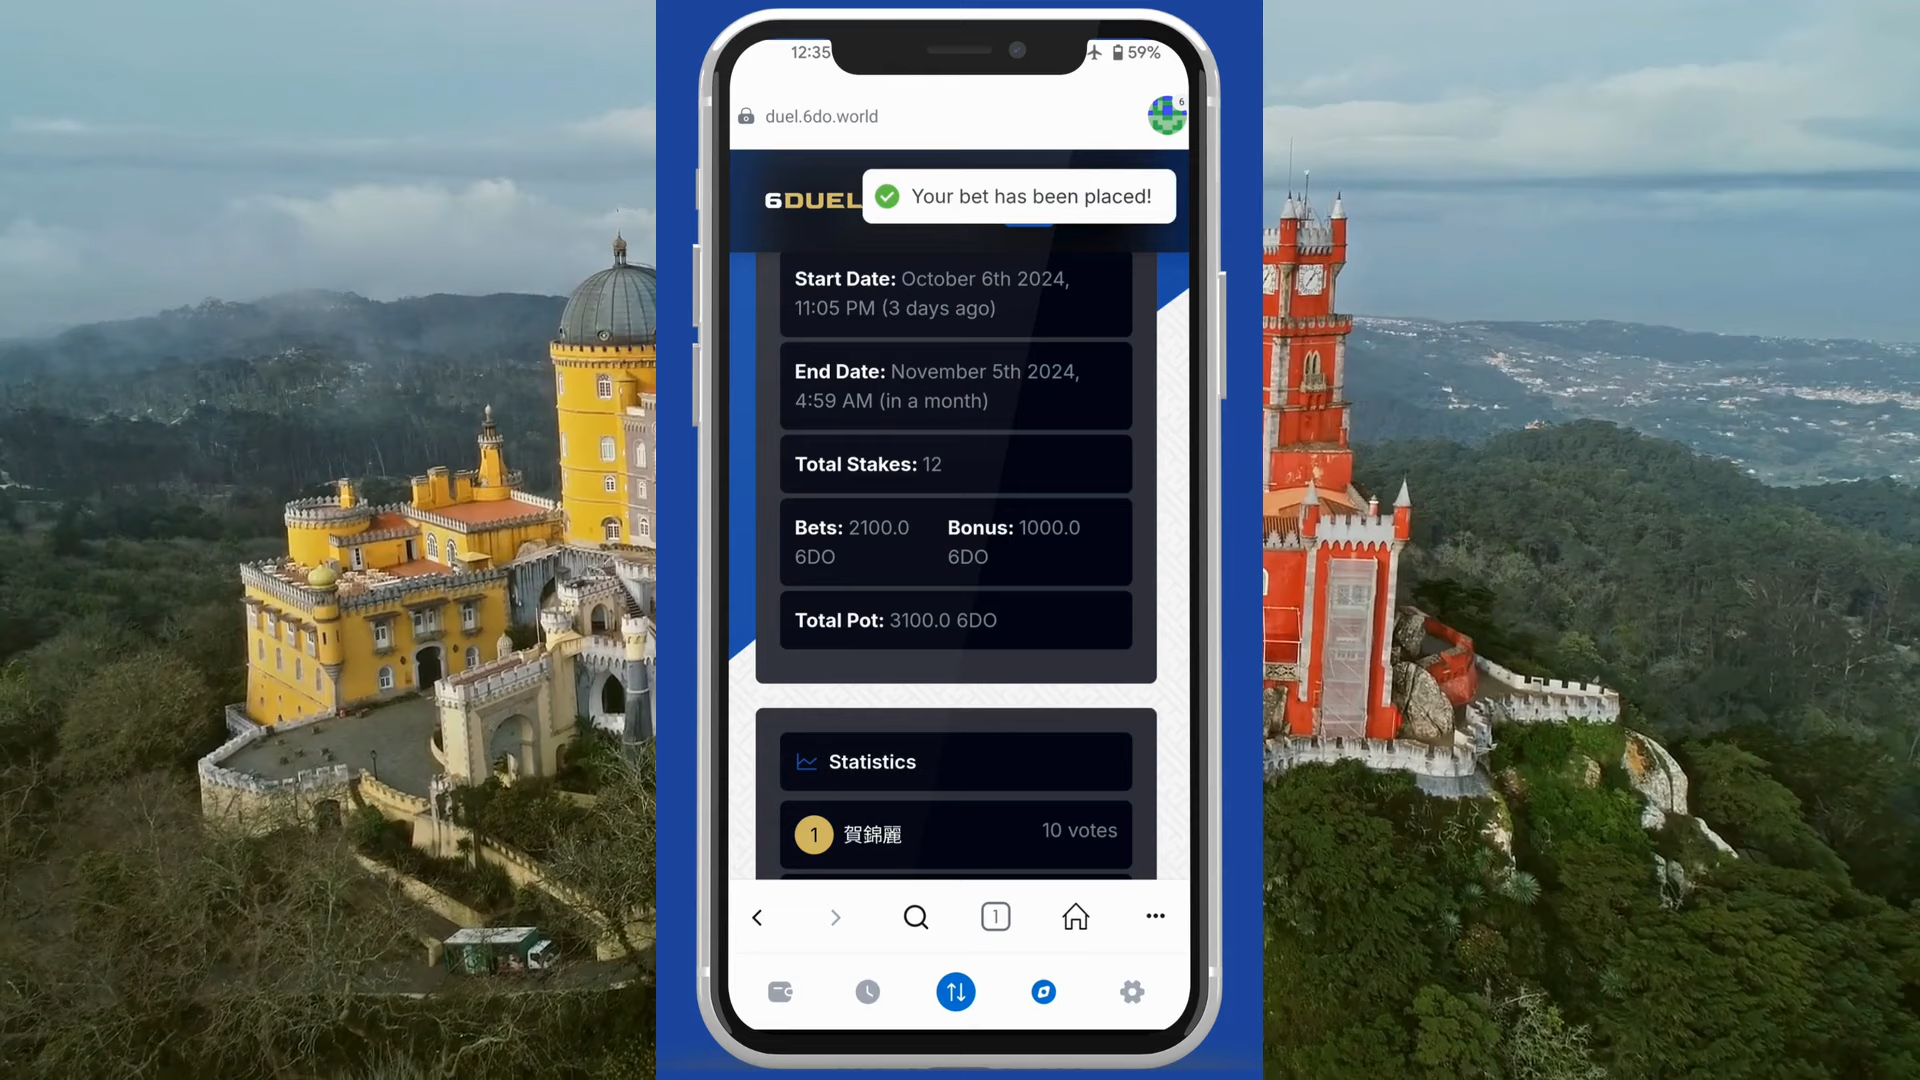 12:35
59%
duel.6do.world
6
6DUEL
Your bet has been placed!
Start Date: October 6th 2024,
11:05 PM (3 days ago)
End Date: November 5th 2024,
4:59 AM (in a month)
Total Stakes: 12
Bets: 2100.0
6DO
Bonus: 1000.0
6DO
Total Pot: 3100.0 6DO
Statistics
1 賀錦麗
10 votes
1